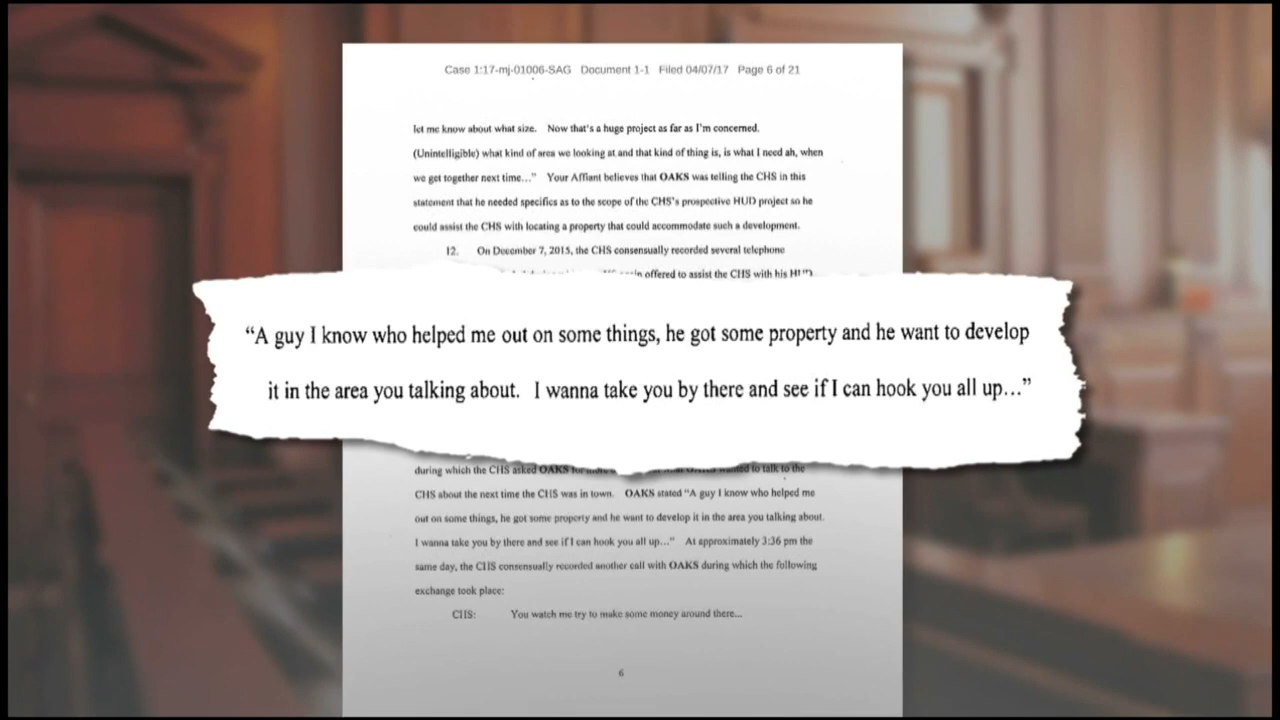 Case 1:17-mj-01006-SAG Document 1-1 Filed 04/07/17 Page 6 of 21
let me know about what size. Now that's a huge project as far as I'm concerned.
(Unintelligible) what kind of area we looking at and that kind of thing is, is what I need ah, when
we get together next time..." Your Affiant believes that OAKS was telling the CHS in this
statement that he needed specifics as to the scope of the CHS's prospective HUD project so he
could assist the CHS with locating a property that could accommodate such a development.
12. On December 7, 2015, the CHS consensually recorded several telephone
offered to assist the CHS with his
"A guy I know who helped me out on some things, he got some property and he want to develop
it in the area you talking about. I wanna take you by there and see if I can hook you all up..."
during which the CHS asked OAKS for to talk to the
CHS about the next time the CHS was in town. OAKS stated "A guy I know who helped me
out on some things, he got some property and he want to develop it in the area you talking about.
I wanna take you by there and see if I can hook you all up..." At approximately 3:36 pm the
same day, the CHS consensually recorded another call with OAKS during which the following
exchange took place:
CHS: You watch me try to make some money around there...
6